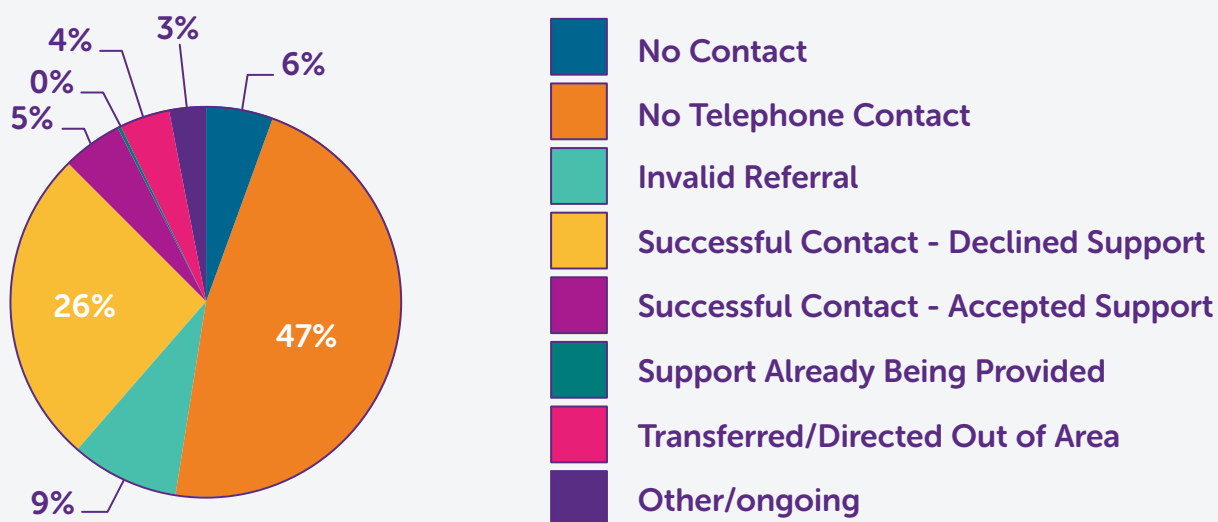 3%
4%
6%
0%
5%
26%
47%
9%
No Contact
No Telephone Contact
Invalid Referral
Successful Contact - Declined Support
Successful Contact - Accepted Support
Support Already Being Provided
Transferred/Directed Out of Area
Other/ongoing